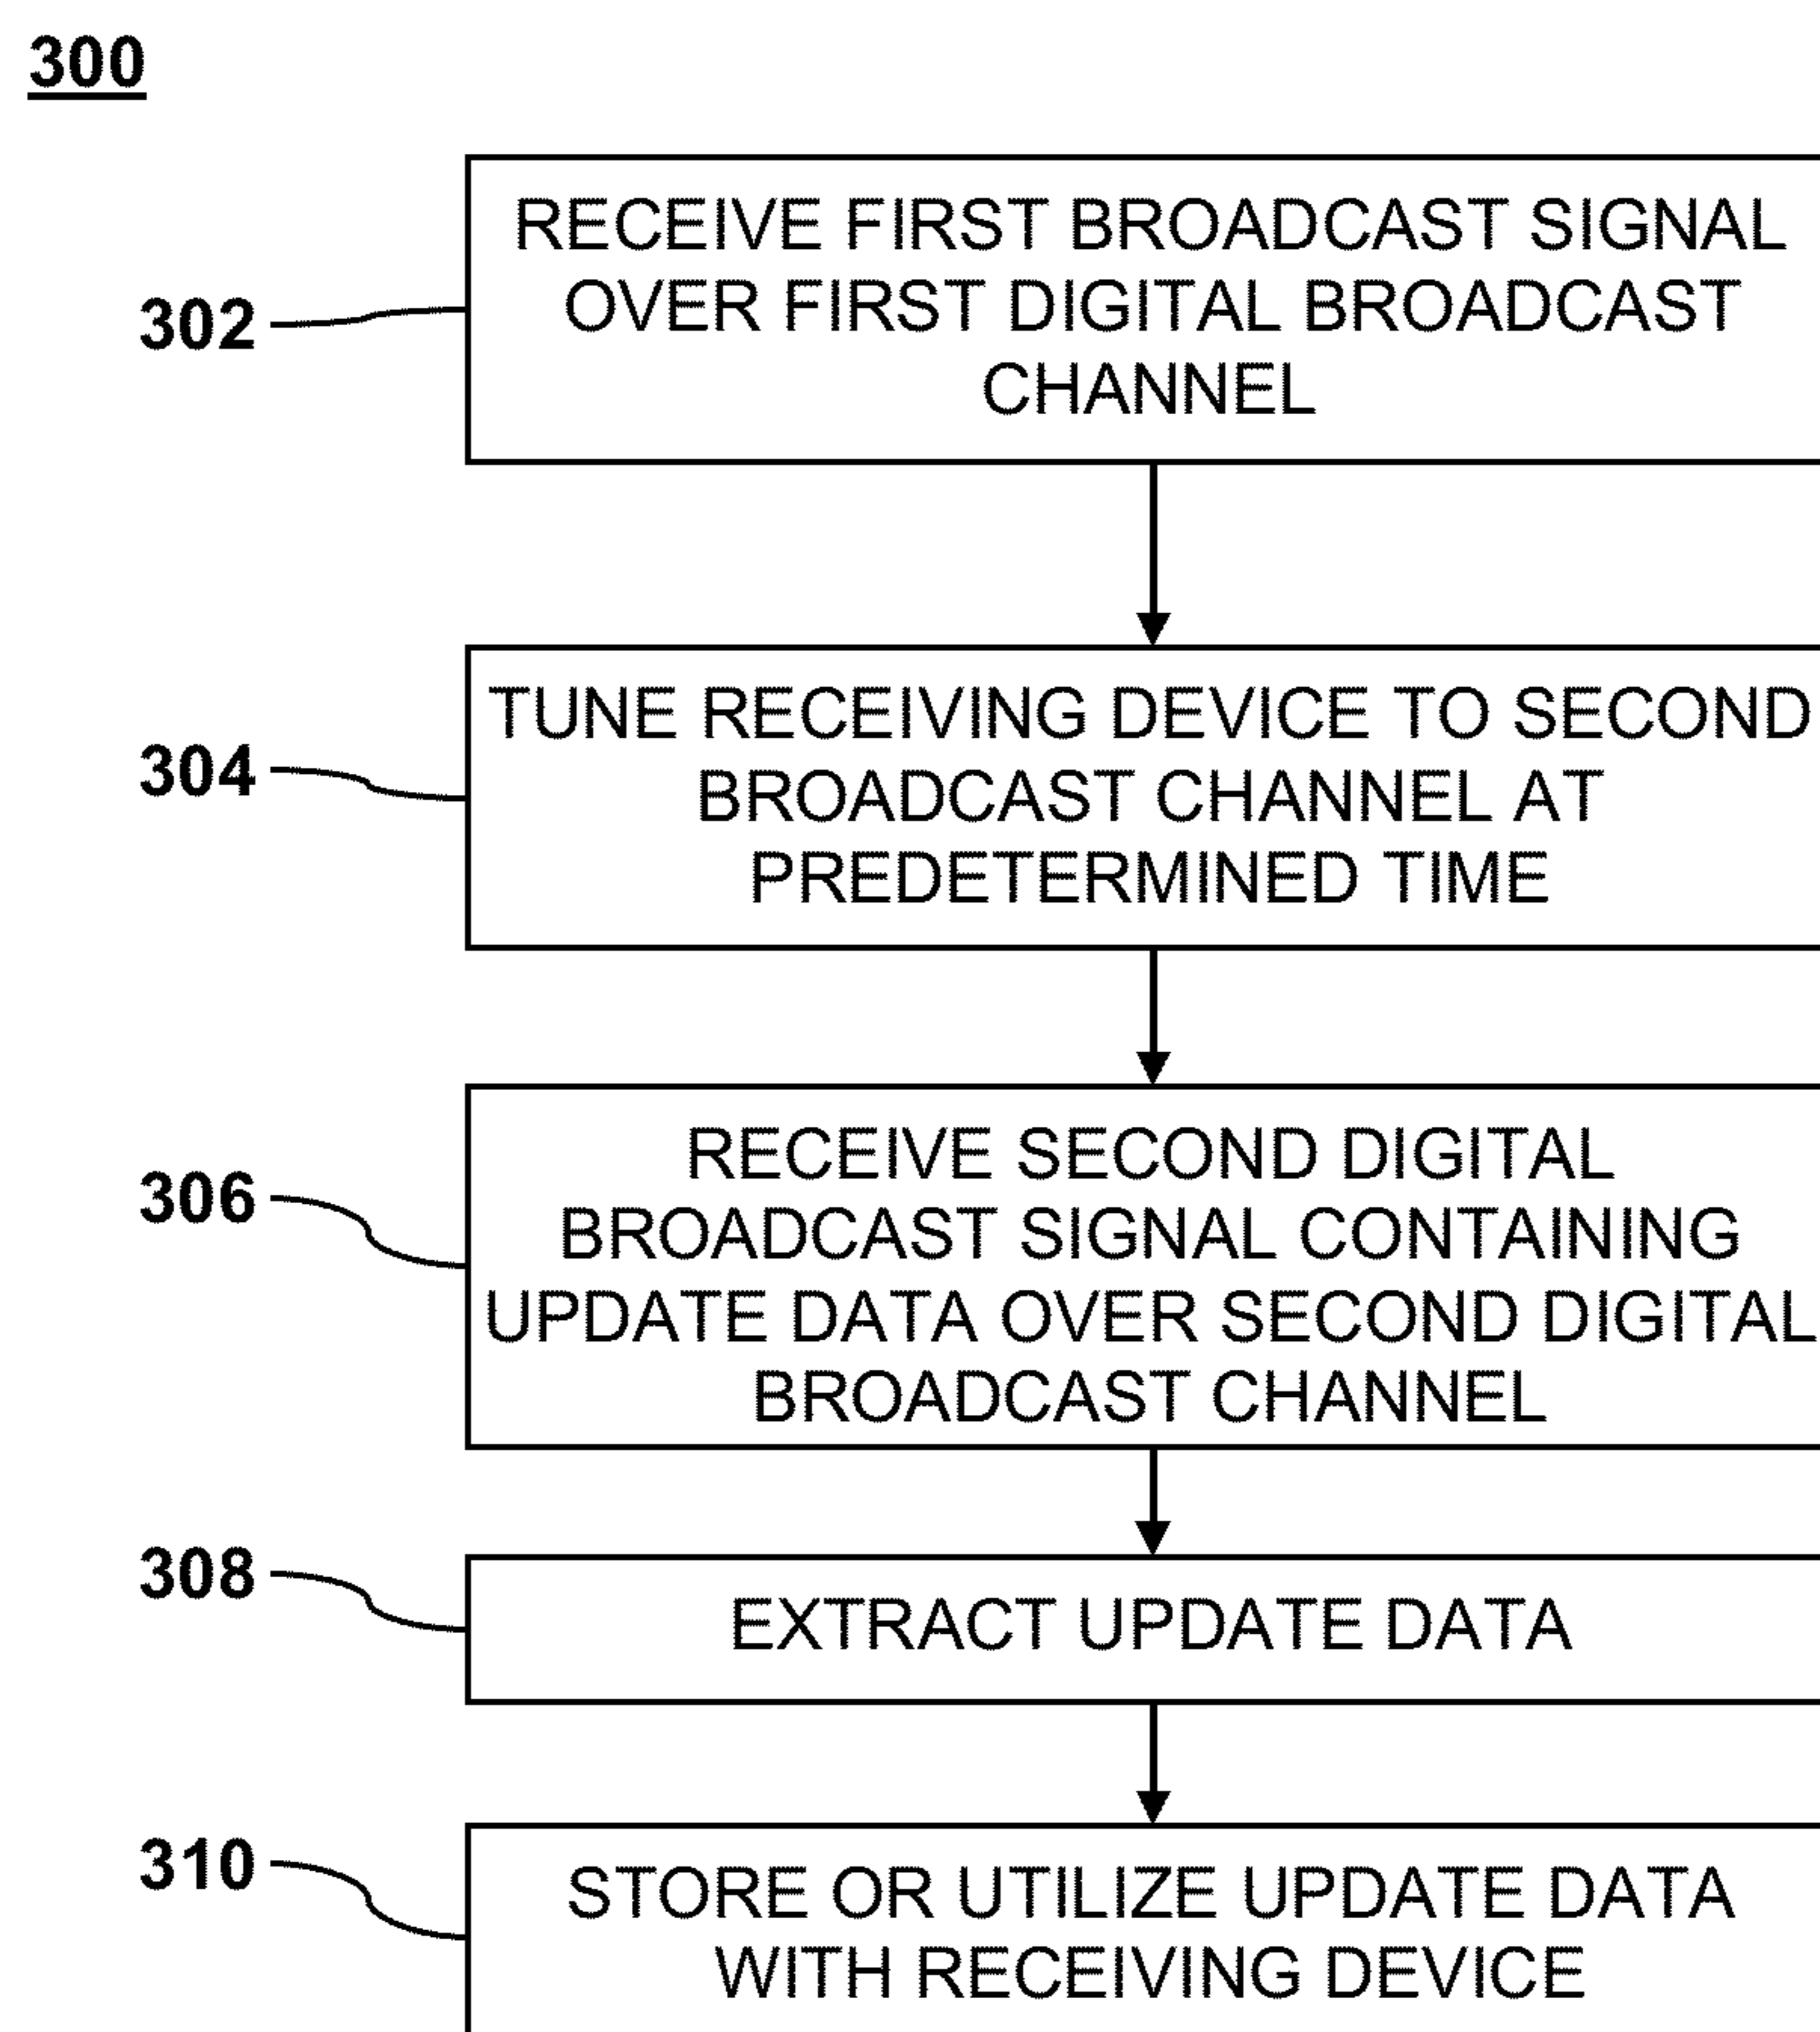 300
302
RECEIVE FIRST BROADCAST SIGNAL
OVER FIRST DIGITAL BROADCAST
CHANNEL
304
TUNE RECEIVING DEVICE TO SECOND
BROADCAST CHANNEL AT
PREDETERMINED TIME
306
RECEIVE SECOND DIGITAL
BROADCAST SIGNAL CONTAINING
UPDATE DATA OVER SECOND DIGITAL
BROADCAST CHANNEL
308
EXTRACT UPDATE DATA
310
STORE OR UTILIZE UPDATE DATA
WITH RECEIVING DEVICE